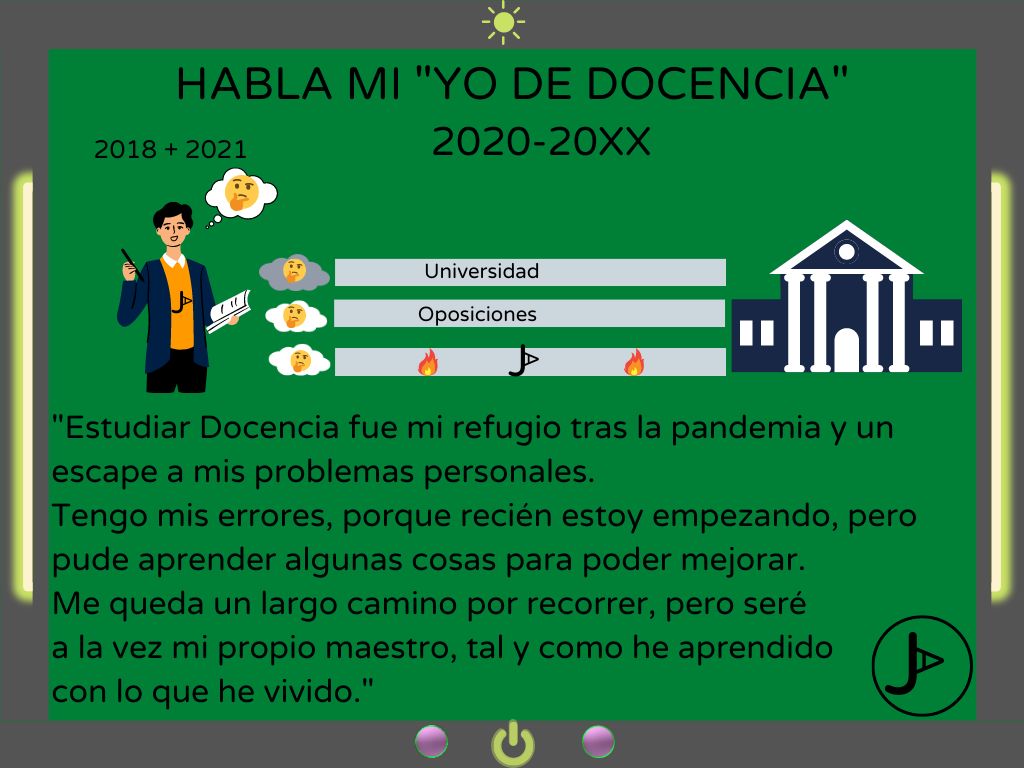 HABLA MI "YO DE DOCENCIA"
2020-20XX
2018 + 2021
Universidad
Oposiciones
"Estudiar Docencia fue mi refugio tras la pandemia y un
escape a mis problemas personales.
Tengo mis errores, porque recién estoy empezando, pero
pude aprender algunas cosas para poder mejorar.
Me queda un largo camino por recorrer, pero seré
a la vez mi propio maestro, tal y como he aprendido
con lo que he vivido."